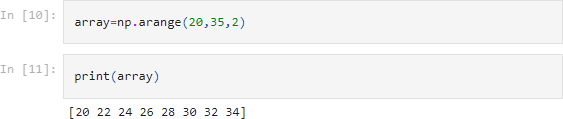 In [10]: array=np.arange(20,35,2)
In [11]: print(array)
[20 22 24 26 28 30 32 34]